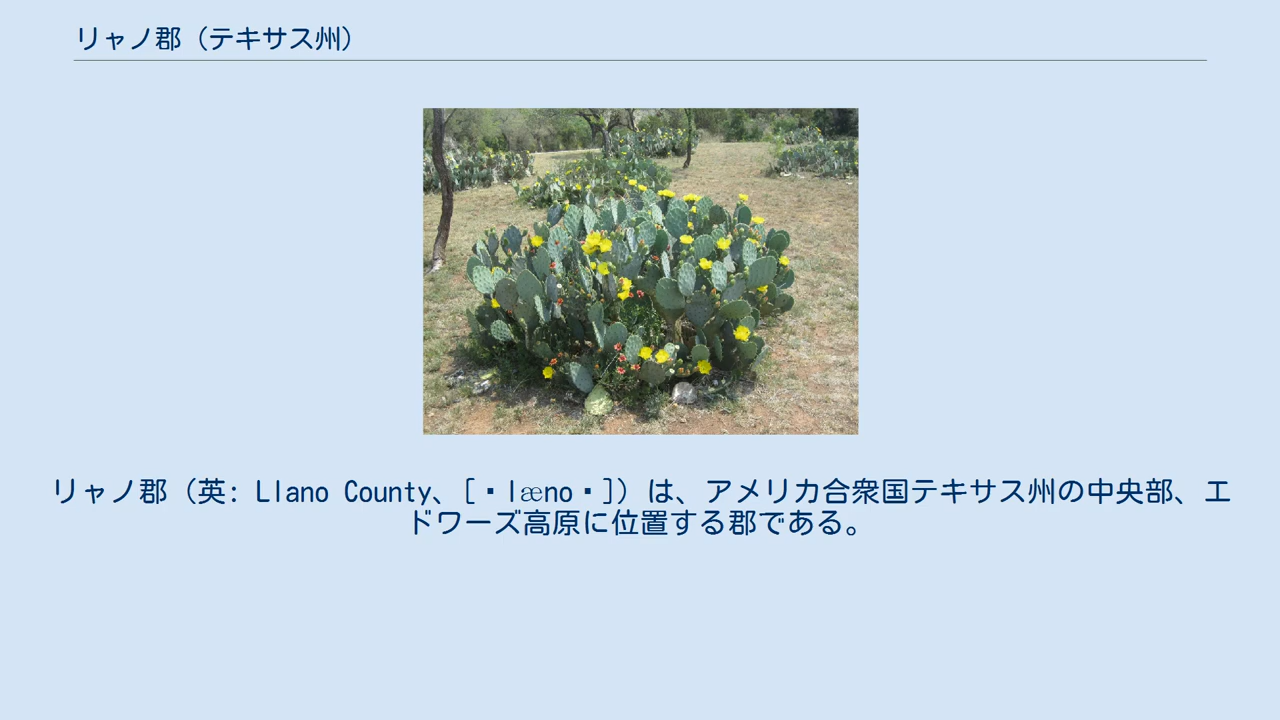 リャノ郡（テキサス州）
リャノ郡（英: Llano County、[▪læno▪]）は、アメリカ合衆国テキサス州の中央部、エ
ドワーズ高原に位置する郡である。